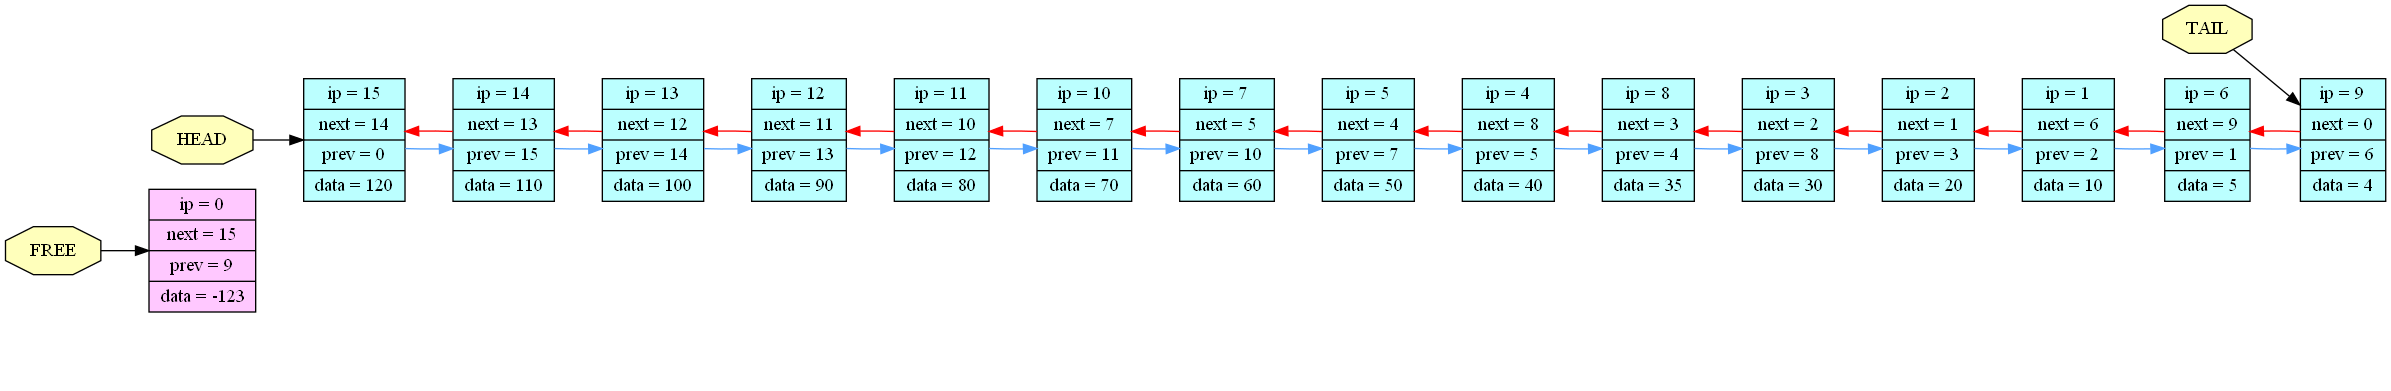 TAIL
HEAD
ip = 15
next = 14
prev = 0
data = 120
ip = 14
next = 13
prev = 15
data = 110
ip = 13
next = 12
prev = 14
data = 100
ip = 12
next = 11
prev = 13
data = 90
ip = 11
next = 10
prev = 12
data = 80
ip = 10
next = 7
prev = 11
data = 70
ip = 7
next = 5
prev = 10
data = 60
ip = 5
next = 4
prev = 7
data = 50
ip = 4
next = 8
prev = 5
data = 40
ip = 8
next = 3
prev = 4
data = 35
ip = 3
next = 2
prev = 8
data = 30
ip = 2
next = 1
prev = 3
data = 20
ip = 1
next = 6
prev = 2
data = 10
ip = 6
next = 9
prev = 1
data = 5
ip = 9
next = 0
prev = 6
data = 4
FREE
ip = 0
next = 15
prev = 9
data = -123